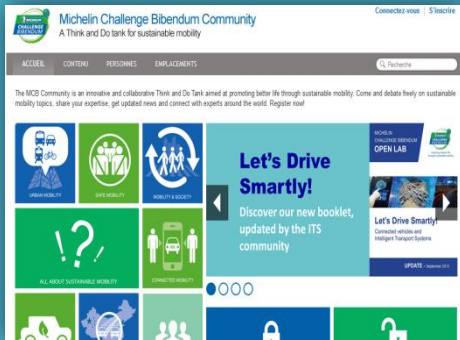 Connectez-vous | S'inscrire
MICHELIN
CHALLENGE
BIBENDUM
Michelin Challenge Bibendum Community
A Think and Do tank for sustainable mobility
ACCUEIL CONTENU PERSONNES EMPLACEMENTS
Recherche
The MCB Community is an innovative and collaborative Think and Do Tank aimed at promoting better life through sustainable mobility. Come and debate freely on sustainable
mobility topics, share your expertise, get updated news and connect with experts around the world. Register now!
URBAN MOBILITY
SAFE MOBILITY
MOBILITY & SOCIETY
!?/
ALL ABOUT SUSTAINABLE MOBILITY
CONNECTED MOBILITY
Let's Drive
Smartly!
Discover our new booklet,
updated by the ITS
community
MICHELIN
CHALLENGE BIBENDUM
OPEN LAB
Let's Drive Smartly!
Connected vehicles and
Intelligent Transport Systems
UPDATE - September 2015